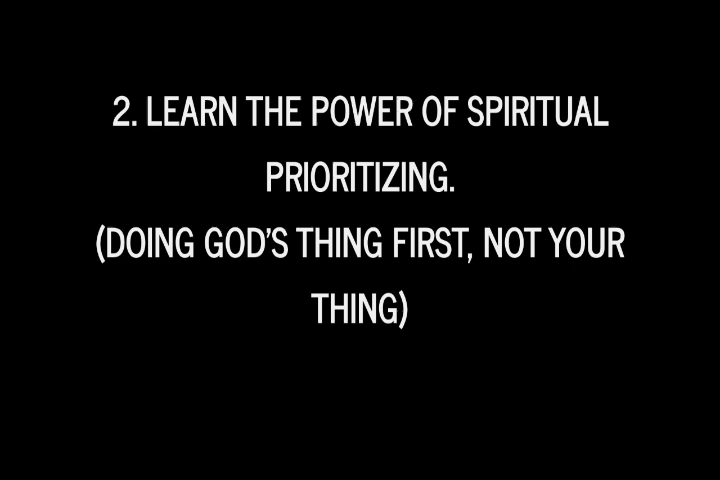 2. LEARN THE POWER OF SPIRITUAL
PRIORITIZING.
(DOING GOD'S THING FIRST, NOT YOUR
THING)